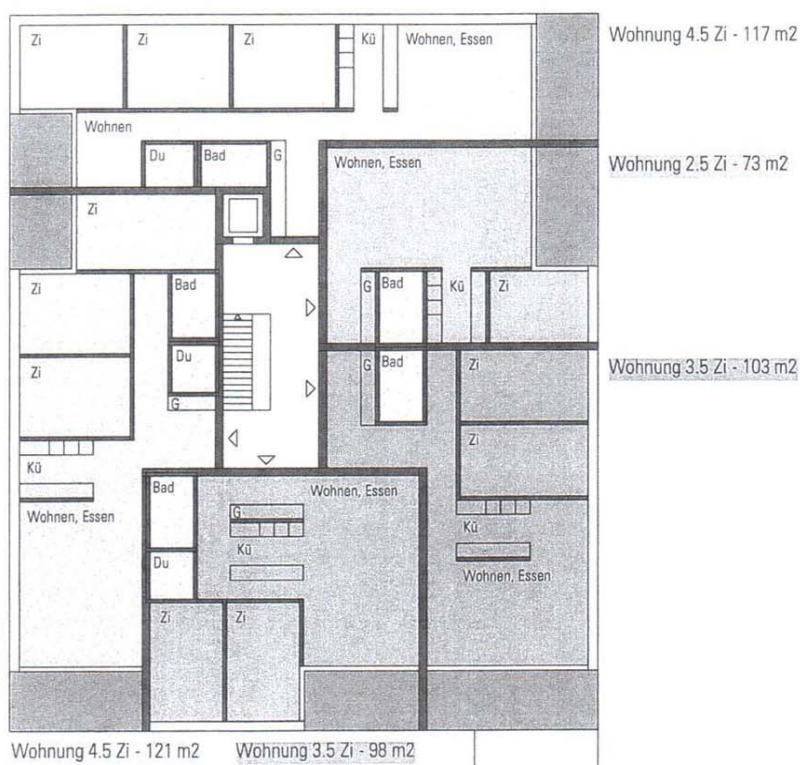 Zi Zi Zi Kü Wohnen, Essen Wohnung 4.5 Zi - 117 m2
Wohnen
Du Bad G Wohnen, Essen Wohnung 2.5 Zi - 73 m2
Zi
Zi Bad G Bad Kü Zi
Du
Zi G Bad Zi Wohnung 3.5 Zi - 103 m2
G
Zi
Kü Bad Wohnen, Essen
G Kü
Wohnen, Essen
Kü
Du Wohnen, Essen
Zi Zi
Wohnung 4.5 Zi - 121 m2 Wohnung 3.5 Zi - 98 m2